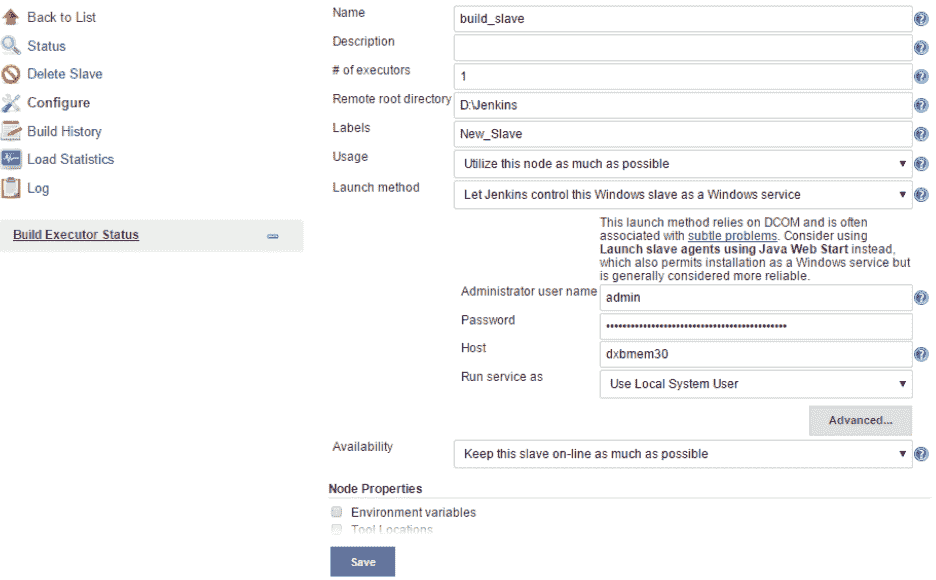 Back to List
Status
Delete Slave
Configure
Build History
Load Statistics
Log
Build Executor Status
Name
build_slave
Description
# of executors
1
Remote root directory
D:\Jenkins
Labels
New_Slave
Usage
Utilize this node as much as possible
Launch method
Let Jenkins control this Windows slave as a Windows service
This launch method relies on DCOM and is often
associated with subtle problems. Consider using
Launch slave agents using Java Web Start instead,
which also permits installation as a Windows service but
is generally considered more reliable.
Administrator user name
admin
Password
Host
dxbmem30
Run service as
Use Local System User
Advanced...
Availability
Keep this slave on-line as much as possible
Node Properties
Environment variables
Tool Locations
Save